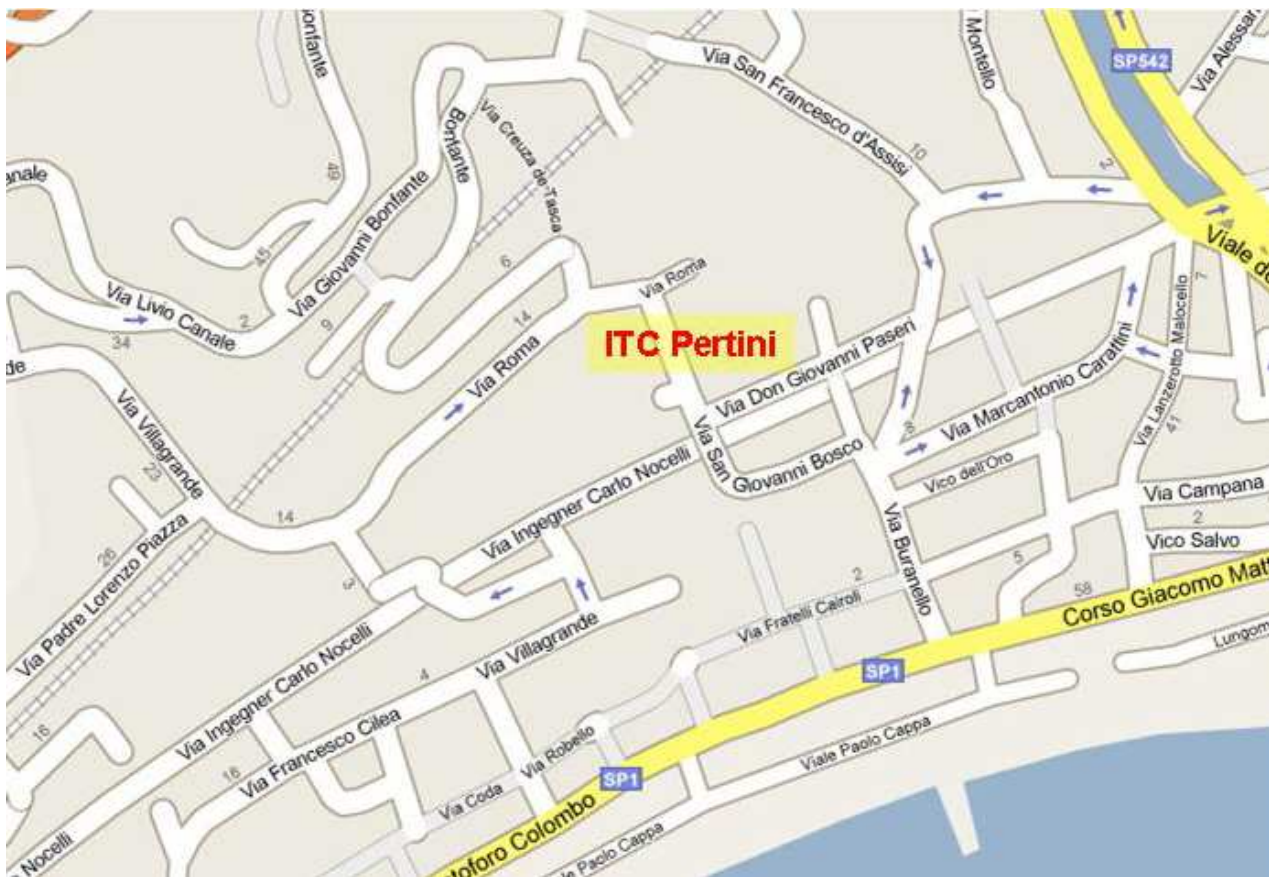 Bonfante
Via San Francesco d'Assisi
Montello
SP542
Via Alessan
Via Creuza de Tasca
Bonfante
10
2
49
anale
Via Giovanni Bonfante
45
6
Via Roma
Viale de
7
Via Livio Canale
2
34
9
14
ITC Pertini
Via Don Giovanni Paseri
Via Marcantonio Carattini
Via Lanzerotto Malocello
41
de
Via Roma
Via Villagrande
23
Via San Giovanni Bosco
Vico dell'Oro
Via Campana
2
Vico Salvo
14
Via Ingegner Carlo Nocelli
Via Buranello
26
Via Padre Lorenzo Piazza
3
2
5
58
Via Fratelli Cairoli
Corso Giacomo Matt
Lungom
Via Ingegner Carlo Nocelli
Via Villagrande
4
SP1
16
Via Francesco Cilea
16
Via Robello
Viale Paolo Cappa
SP1
Via Coda
Nocelli
toforo Colombo
le Paolo Cappa